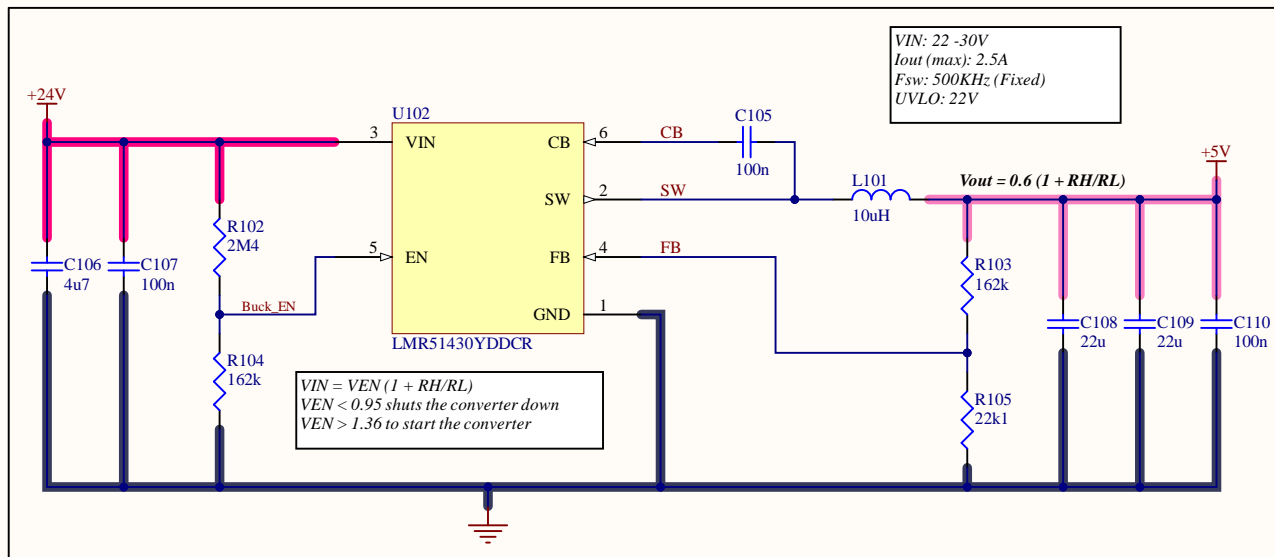 VIN: 22 -30V
Iout (max): 2.5A
Fsw: 500KHz (Fixed)
UVLO: 22V
+24V
U102
3 VIN
CB 6 CB
C105
100n
SW 2 SW
L101
10uH
Vout = 0.6 (1 + RH/RL)
+5V
R102
2M4
5 EN
FB 4 FB
GND 1
LMR51430YDDCR
C106
4u7
C107
100n
Buck_EN
R104
162k
R103
162k
R105
22k1
C108
22u
C109
22u
C110
100n
VIN = VEN (1 + RH/RL)
VEN < 0.95 shuts the converter down
VEN > 1.36 to start the converter